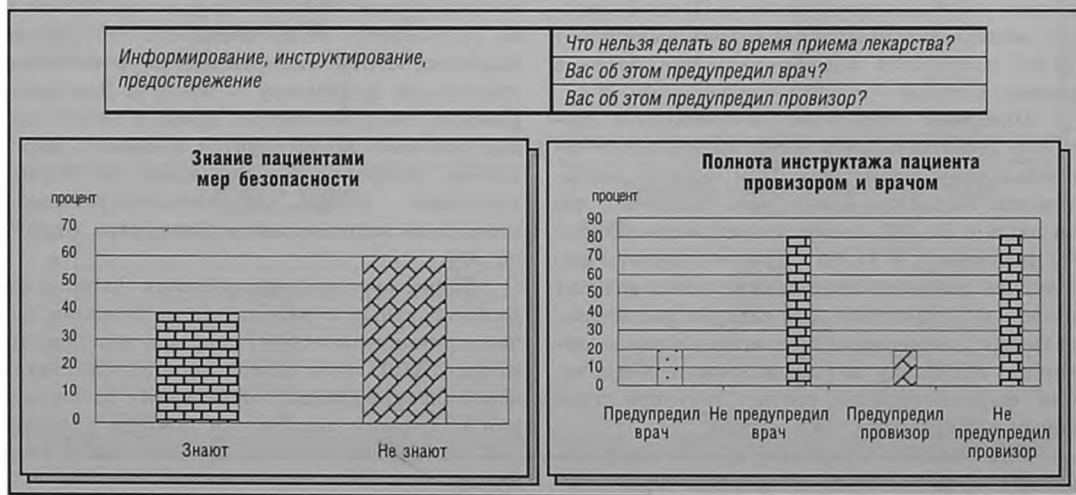 Информирование, инструктирование,
предостережение
Что нельзя делать во время приема лекарства?
Вас об этом предупредил врач?
Вас об этом предупредил провизор?
Знание пациентами
мер безопасности
процент
70
60
50
40
30
20
10
0
Знают
Не знают
Полнота инструктажа пациента
провизором и врачом
процент
90
80
70
60
50
40
30
20
10
0
Предупредил
врач
Не предупредил
врач
Предупредил
провизор
Не
предупредил
провизор